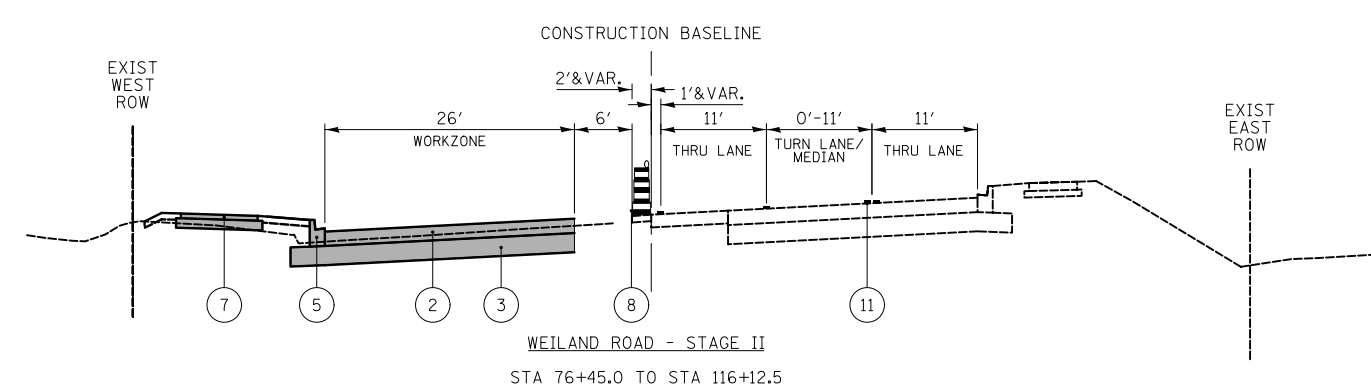 CONSTRUCTION BASELINE
EXIST
WEST
ROW
2'&VAR.
1'&VAR.
EXIST
EAST
ROW
26'
WORKZONE
6'
11'
THRU LANE
0'-11'
TURN LANE/
MEDIAN
11'
THRU LANE
7
5
2
3
8
11
WEILAND ROAD - STAGE II
STA 76+45.0 TO STA 116+12.5